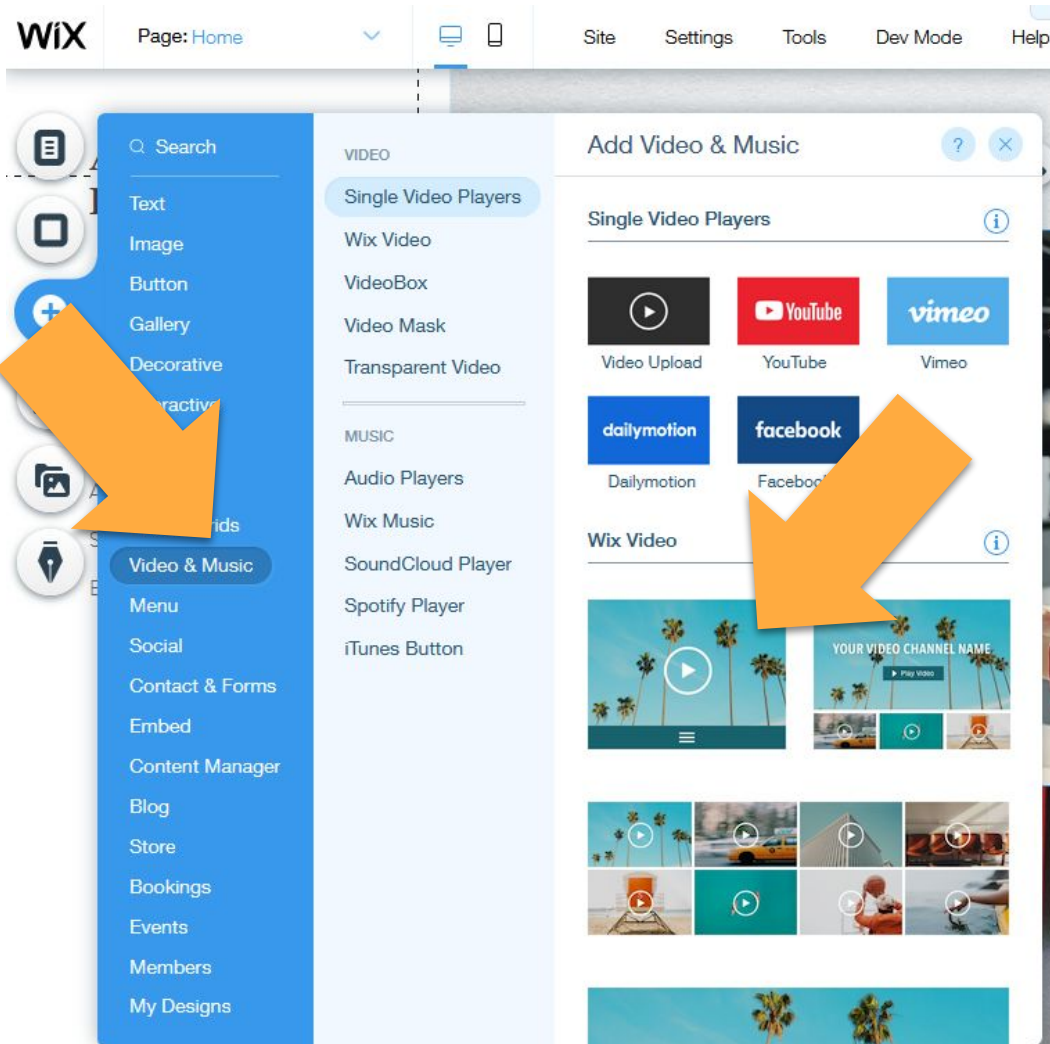 WiX
Page: Home
Site Settings Tools Dev Mode Help
Search
Text
Image
Button
Gallery
Decorative
Video & Music
Menu
Social
Contact & Forms
Embed
Content Manager
Blog
Store
Bookings
Events
Members
My Designs
VIDEO
Single Video Players
Wix Video
VideoBox
Video Mask
Transparent Video
MUSIC
Audio Players
Wix Music
SoundCloud Player
Spotify Player
iTunes Button
Add Video & Music ?
Single Video Players i
YouTube vimeo
Video Upload YouTube Vimeo
dailymotion facebook
Dailymotion
Wix Video i
YOUR VIDEO CHANNEL NAME
Play Video